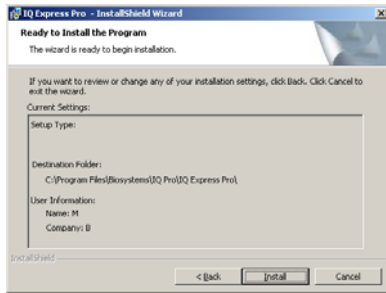 IQ Express Pro - InstallShield Wizard
Ready to Install the Program
The wizard is ready to begin installation.
If you want to review or change any of your installation settings, click Back. Click Cancel to
exit the wizard.
Current Settings:
Setup Type:
Destination Folder:
C:\Program Files\Biosystems\IQ Pro\IQ Express Pro\
User Information:
Name: M
Company: B
InstallShield
< Back
Install
Cancel